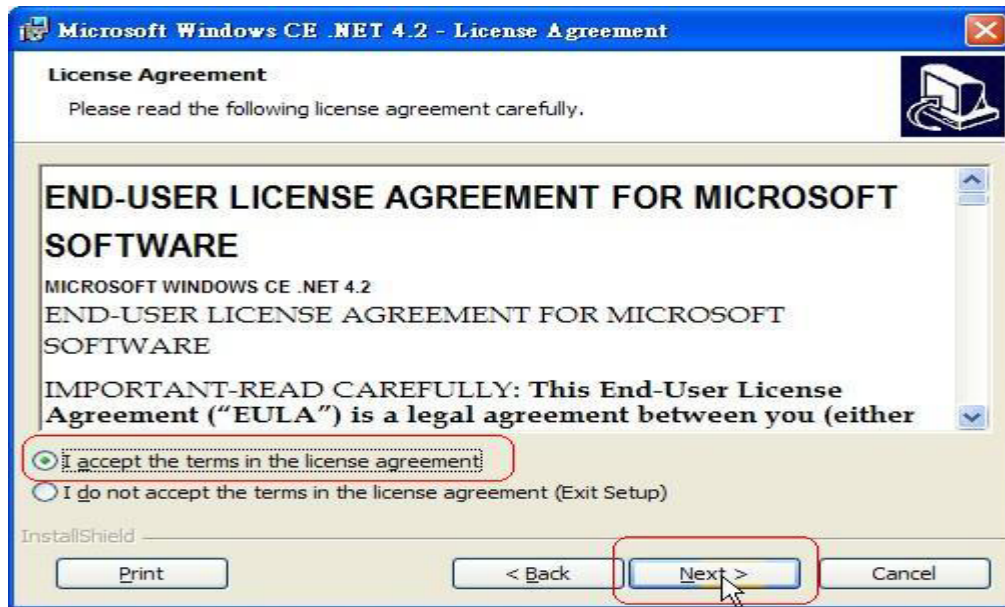 Microsoft Windows CE .NET 4.2 - License Agreement
License Agreement
Please read the following license agreement carefully.
END-USER LICENSE AGREEMENT FOR MICROSOFT
SOFTWARE
MICROSOFT WINDOWS CE .NET 4.2
END-USER LICENSE AGREEMENT FOR MICROSOFT
SOFTWARE
IMPORTANT-READ CAREFULLY: This End-User License
Agreement (“EULA”) is a legal agreement between you (either
I accept the terms in the license agreement
I do not accept the terms in the license agreement (Exit Setup)
InstallShield
Print < Back Next > Cancel